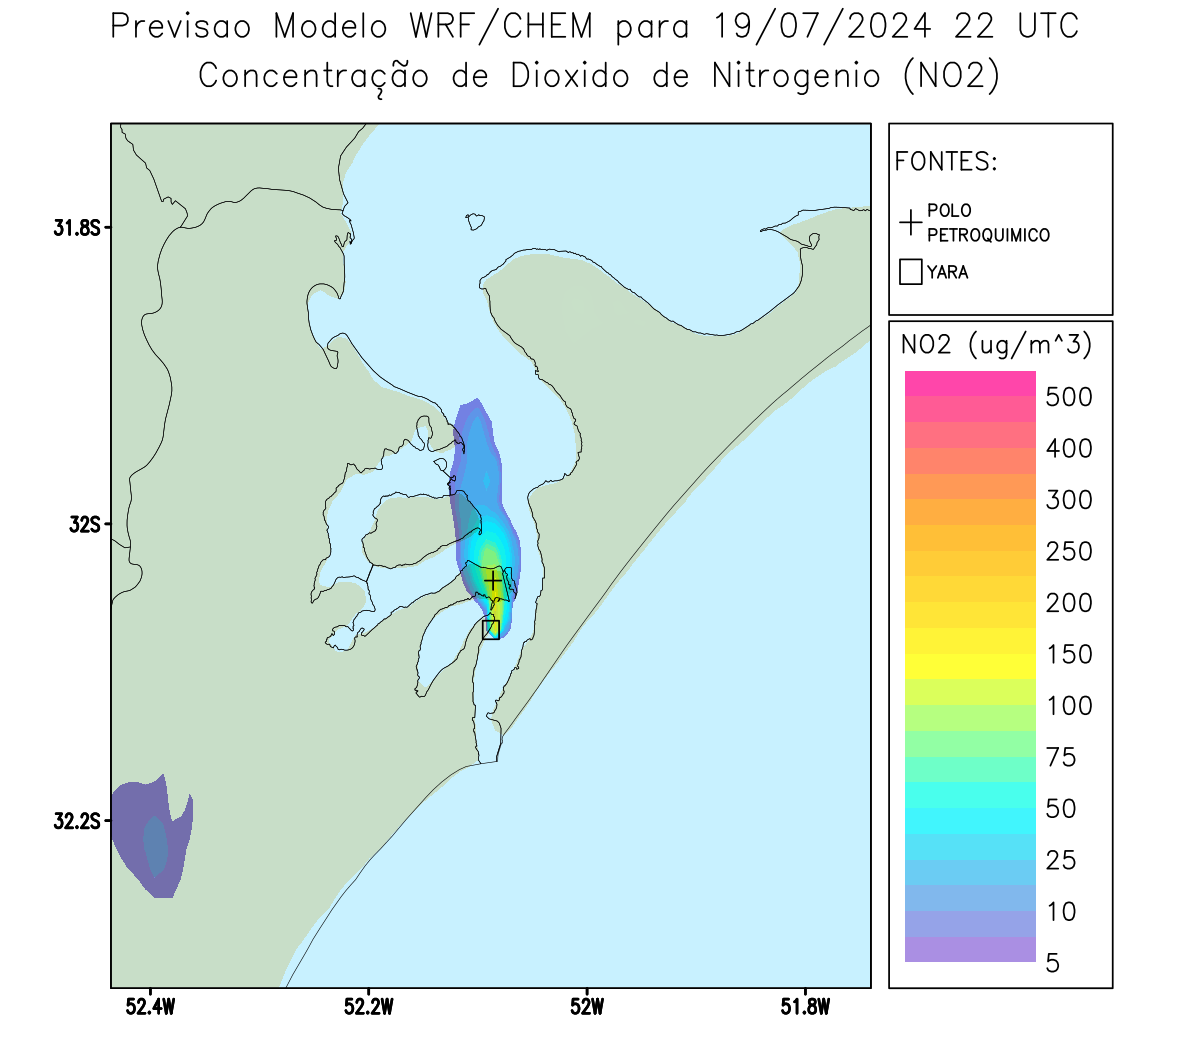 Previsao Modelo WRF/CHEM para 19/07/2024 22 UTC
Concentração de Dioxido de Nitrogenio (NO2)
FONTES:
POLO
PETROQUIMICO
YARA
NO2 (ug/m^3)
500
400
300
250
200
150
100
75
50
25
10
5
31.8S
32S
32.2S
52.4W
52.2W
52W
51.8W